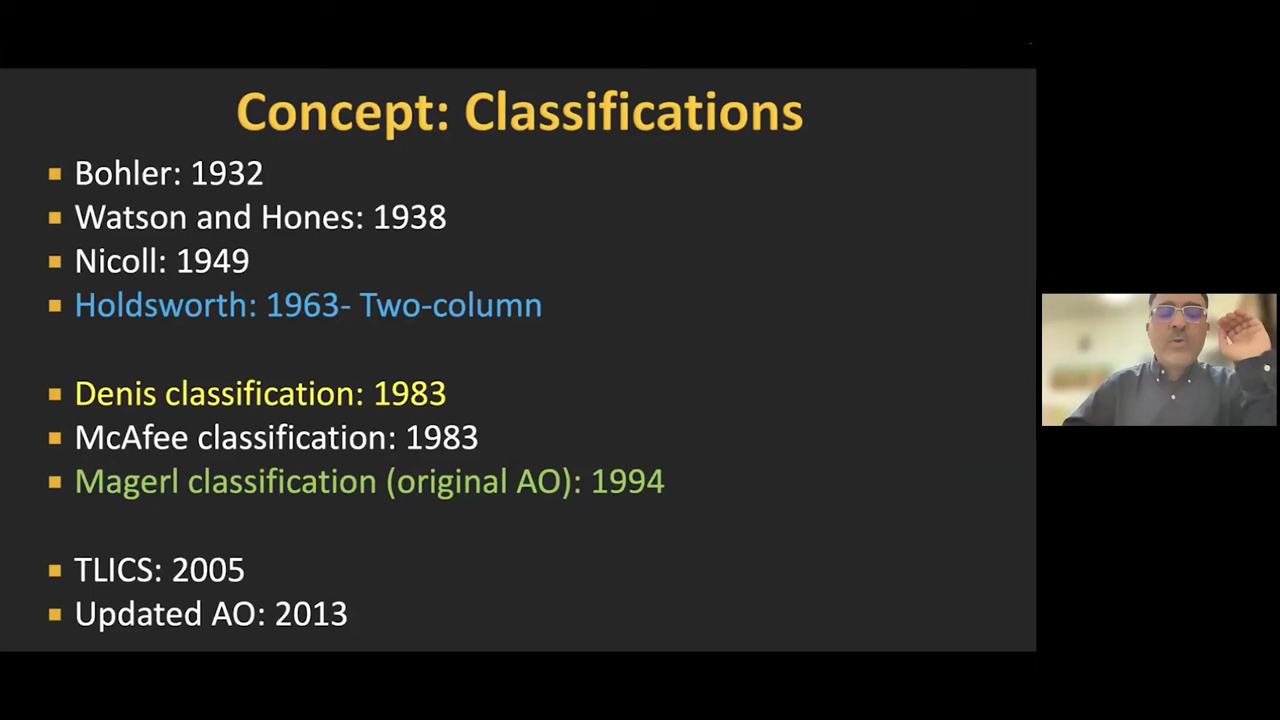 Concept: Classifications
▪ Bohler: 1932
▪ Watson and Hones: 1938
▪ Nicoll: 1949
▪ Holdsworth: 1963- Two-column
▪ Denis classification: 1983
▪ McAfee classification: 1983
▪ Magerl classification (original AO): 1994
▪ TLICS: 2005
▪ Updated AO: 2013